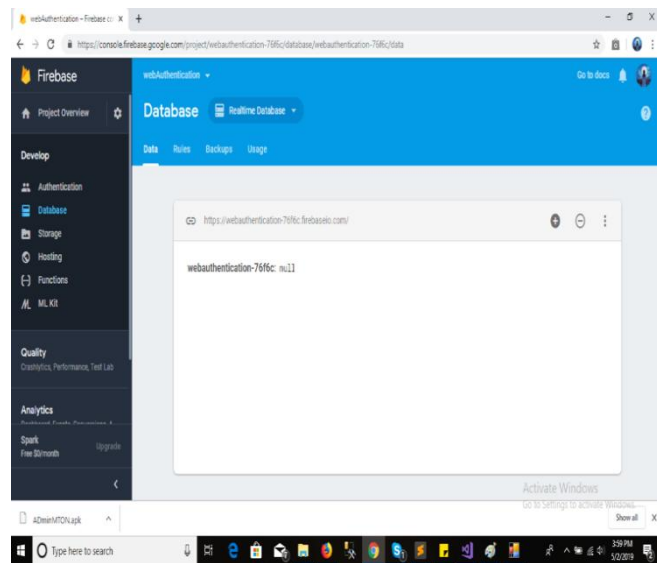 webAuthentication – Firebase co
https://console.firebase.google.com/project/webauthentication-76f6c/database/webauthentication-76f6c/data
Firebase
webAuthentication
Go to docs
Project Overview
Database
Realtime Database
Data Rules Backups Usage
Develop
Authentication
Database
Storage
Hosting
Functions
ML Kit
https://webauthentication-76f6c.firebaseio.com/
webauthentication-76f6c: null
Quality
Crashlytics, Performance, Test Lab
Analytics
Spark
Free $0/month
Upgrade
Activate Windows
Go to Settings to activate Windows.
ADminMTON.apk
Show all
Type here to search
3:59 PM
5/2/2019